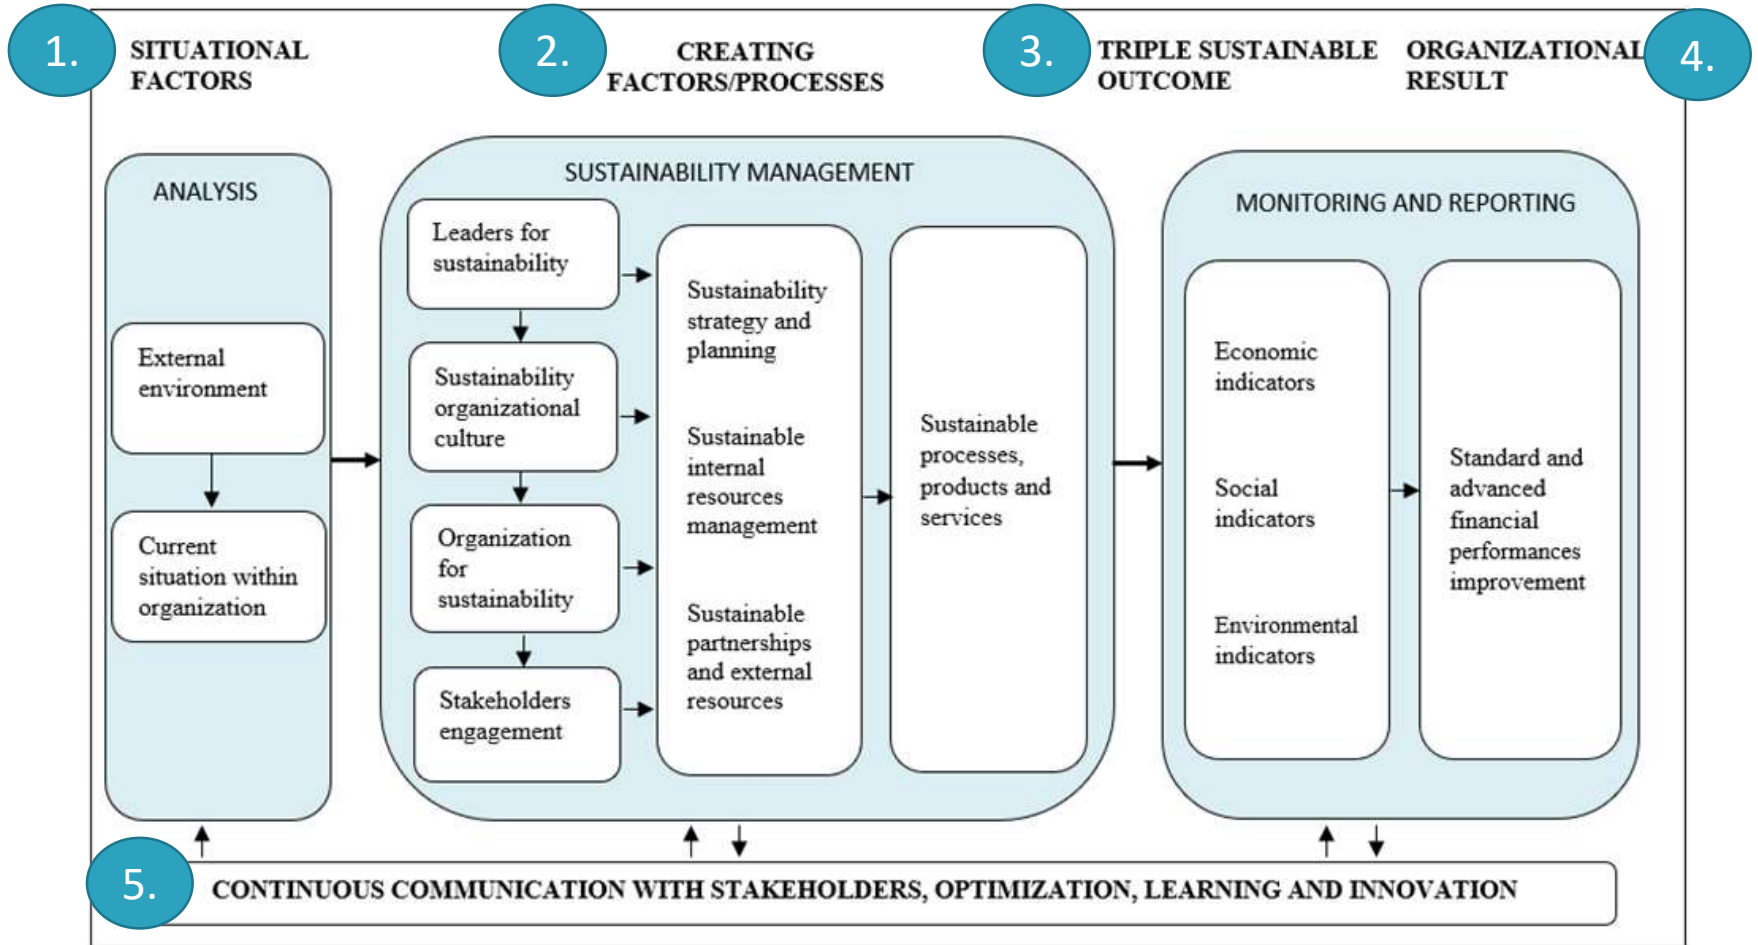 1.
SITUATIONAL
FACTORS
2.
CREATING
FACTORS/PROCESSES
3.
TRIPLE SUSTAINABLE
OUTCOME
ORGANIZATIONAL
RESULT
4.
ANALYSIS
External
environment
Current
situation within
organization
SUSTAINABILITY MANAGEMENT
Leaders for
sustainability
Sustainability
organizational
culture
Organization
for
sustainability
Stakeholders
engagement
Sustainability
strategy and
planning
Sustainable
internal
resources
management
Sustainable
partnerships
and external
resources
Sustainable
processes,
products and
services
MONITORING AND REPORTING
Economic
indicators
Social
indicators
Environmental
indicators
Standard and
advanced
financial
performances
improvement
5.
CONTINUOUS COMMUNICATION WITH STAKEHOLDERS, OPTIMIZATION, LEARNING AND INNOVATION